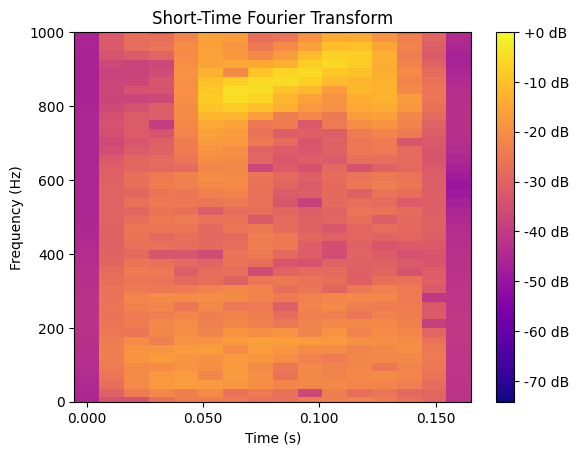 Short-Time Fourier Transform
Frequency (Hz)
1000
800
600
400
200
0
0.000
0.050
0.100
0.150
Time (s)
+0 dB
-10 dB
-20 dB
-30 dB
-40 dB
-50 dB
-60 dB
-70 dB